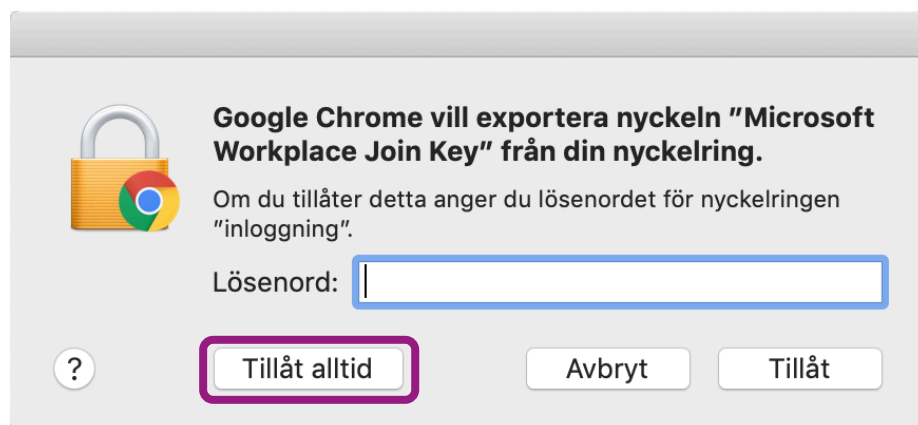 Google Chrome vill exportera nyckeln ”Microsoft
Workplace Join Key” från din nyckelring.
Om du tillåter detta anger du lösenordet för nyckelringen
”inloggning”.
Lösenord:
? Tillåt alltid Avbryt Tillåt